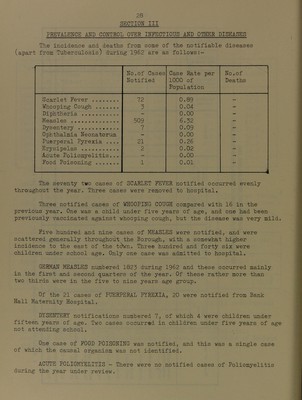 28
SECTION III
PREVALENCE AND CONTROL OVER INFECTIOUS AND OTHER DISEASES
The incidence and deaths from some of the notifiable diseases
(apart from Tuberculosis) during 1962 are as follows:-
No.of Cases Notified | Case Rate per 1000 of Population | No.of Deaths
Scarlet Fever ........ 72 0.89 -
Whooping Cough ....... 3 0.04 -
Diphtheria ........... - 0.00 -
Measles .............. 509 6.32 -
Dysentery ............ 7 0.09 -
Ophthalmia Neonatorum - 0.00 -
Puerperal Pyrexia .... 21 0.26 -
Erysipelas ........... 2 0.02 -
Acute Poliomyelitis... - 0.00 -
Food Poisoning ....... 1 0.01 -
The seventy two cases of SCARLET FEVER notified occurred evenly
throughout the year. Three cases were removed to hospital.
Three notified cases of WHOOPING COUGH compared with 16 in the
previous year. One was a child under five years of age, and one had been
previously vaccinated against whooping cough, but the disease was very mild.
Five hundred and nine cases of MEASLES were notified, and were
scattered generally throughout the Borough, with a somewhat higher
incidence to the east of the town. Three hundred and forty six were
children under school age. Only one case was admitted to hospital.
GERMAN MEASLES numbered 1823 during 1962 and these occurred mainly
in the first and second quarters of the year. Of these rather more than
two thirds were in the five to nine years age group.
Of the 21 cases of PUERPERAL PYREXIA, 20 were notified from Bank
Hall Maternity Hospital.
DYSENTERY notifications numbered 7, of which 4 were children under
fifteen years of age. Two cases occurred in children under five years of age
not attending school.
One case of FOOD POISONING was notified, and this was a single case
of which the causal organism was not identified.
ACUTE POLIOMYELITIS - There were no notified cases of Poliomyelitis
during the year under review.